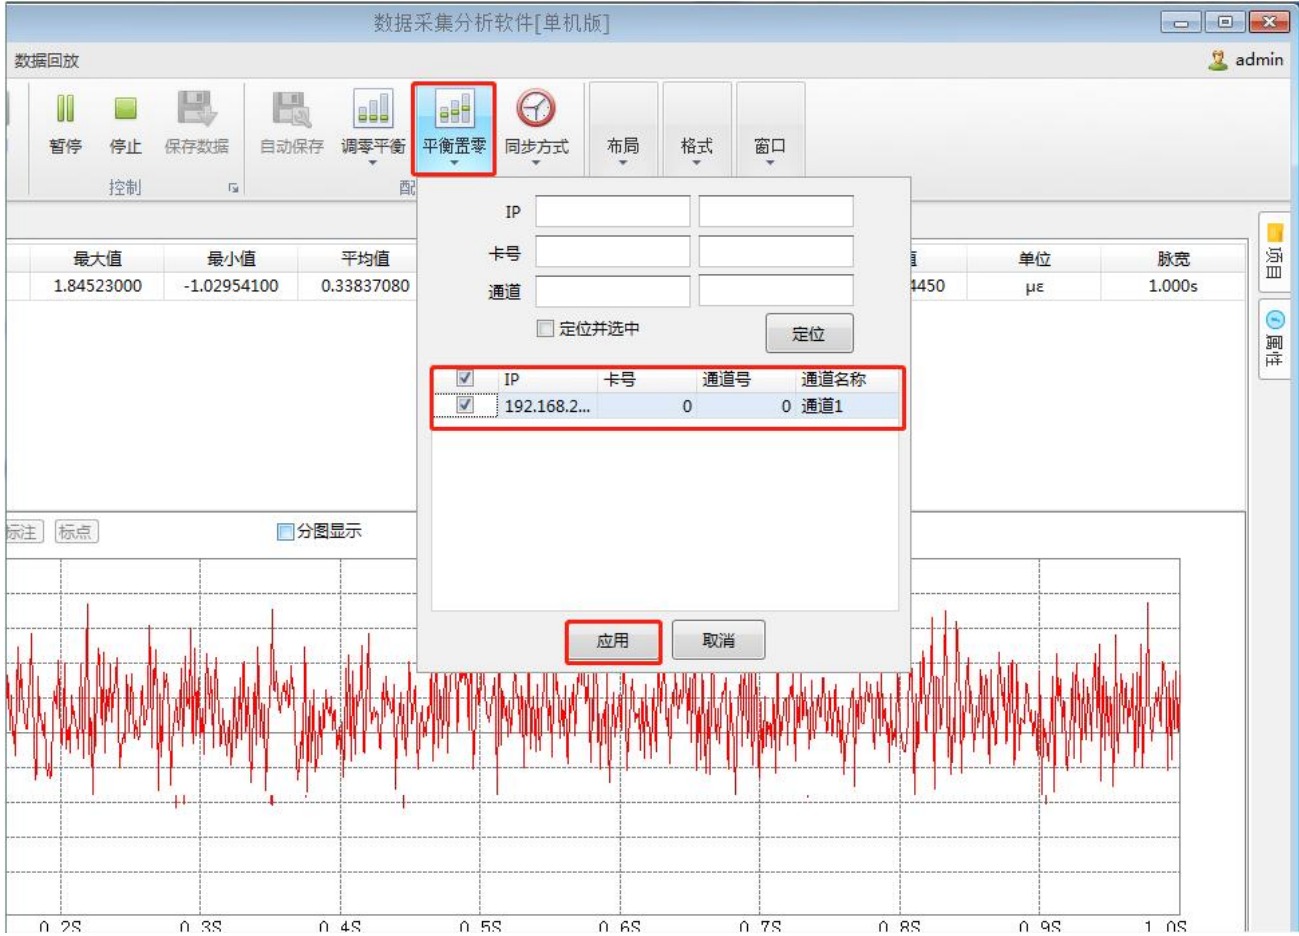 数据采集分析软件[单机版]
数据回放
admin
暂停 停止 保存数据 自动保存 调零平衡 平衡置零 同步方式 布局 格式 窗口
控制
IP
卡号
通道
定位并选中 定位
最大值 最小值 平均值 单位 脉宽
1.84523000 -1.02954100 0.33837080 4450 με 1.000s
项目
属性
IP 卡号 通道号 通道名称
192.168.2... 0 0 通道1
标点 分图显示
应用 取消
0.2S 0.3S 0.4S 0.5S 0.6S 0.7S 0.8S 0.9S 1.0S